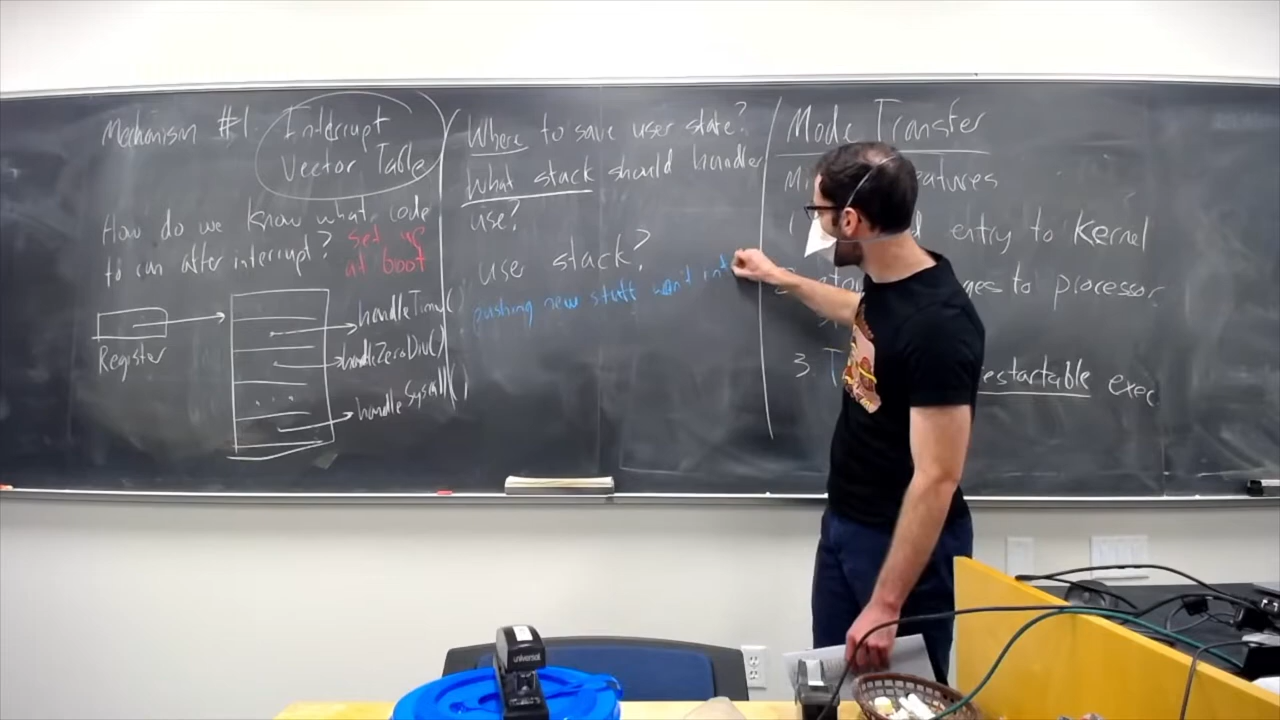 Mechanism #1
Interrupt
Vector Table
How do we know what code
to run after interrupt?
set up
at boot
Register
handleTimer()
handleZeroDiv()
handleSyscall()
Where to save user state?
What stack should handler
use?
use stack?
pushing new stuff won't int
Mode Transfer
entry to Kernel
to processor
3.
restartable exec
universal